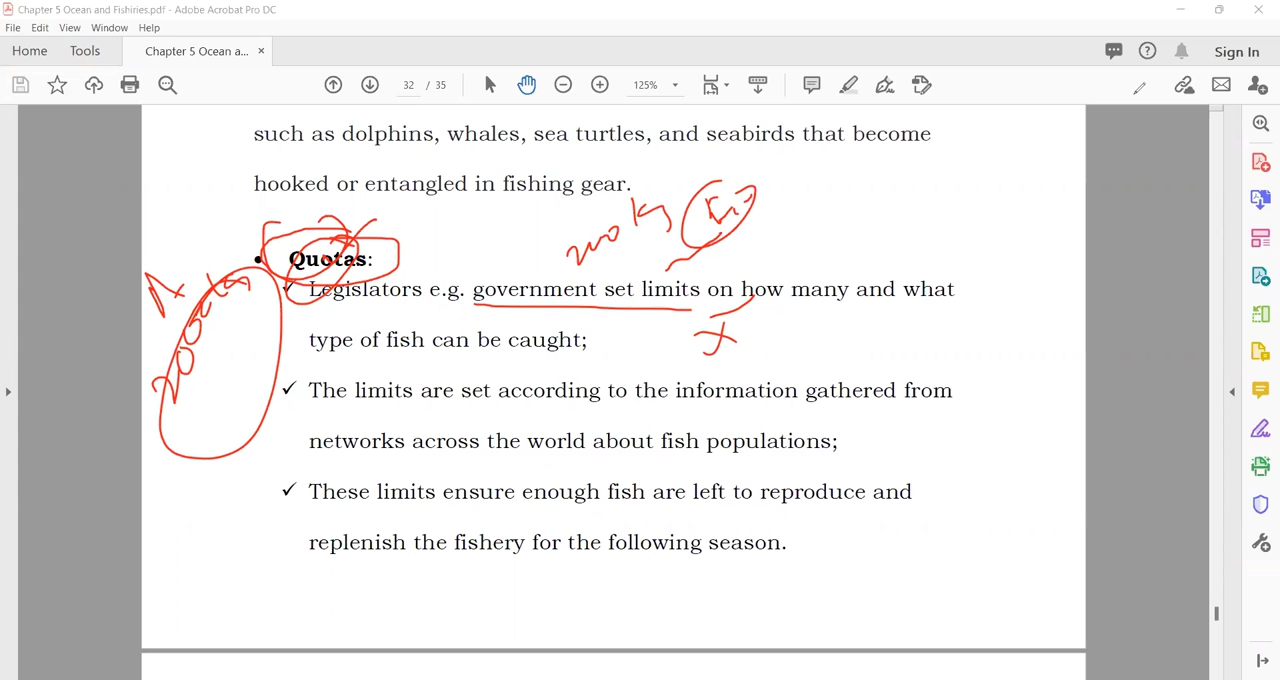 Chapter 5 Ocean and Fishiries.pdf - Adobe Acrobat Pro DC
File Edit View Window Help
Home Tools Chapter 5 Ocean a... × Sign In
32 / 35 125%
such as dolphins, whales, sea turtles, and seabirds that become
hooked or entangled in fishing gear.
• Quotas:
✓ Legislators e.g. government set limits on how many and what
type of fish can be caught;
✓ The limits are set according to the information gathered from
networks across the world about fish populations;
✓ These limits ensure enough fish are left to reproduce and
replenish the fishery for the following season.